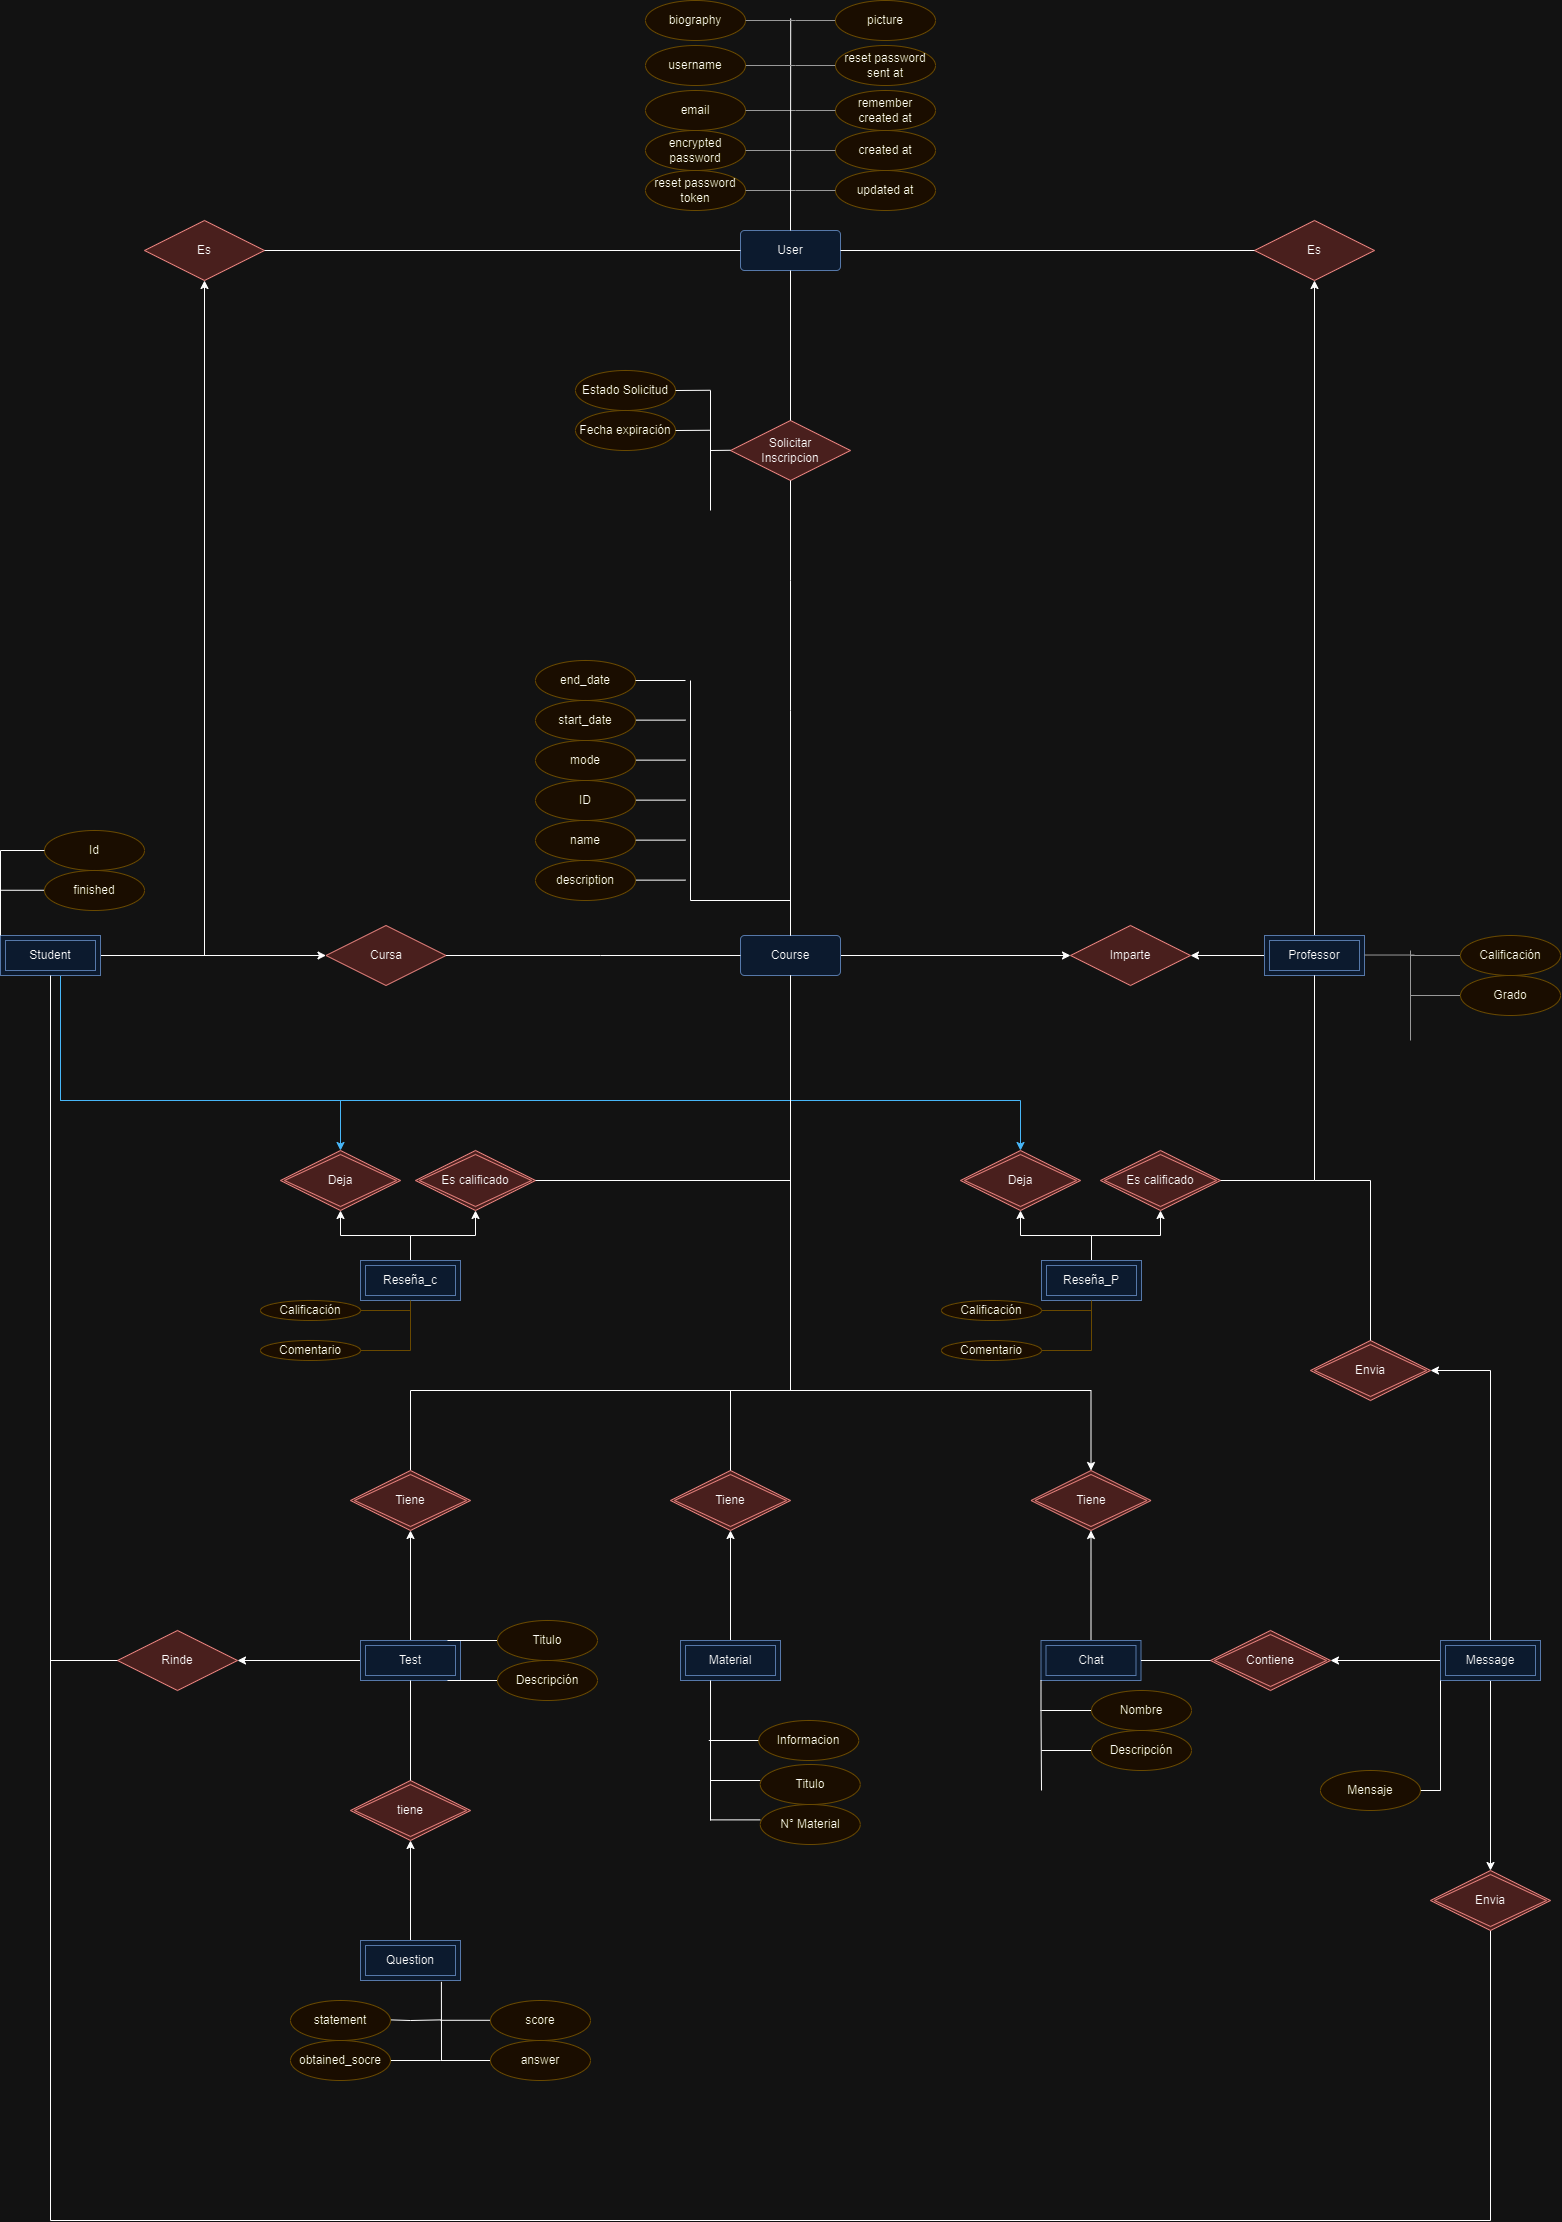 biography
picture
username
reset password
sent at
email
remember
created at
encrypted
password
created at
reset password
token
updated at
Es
User
Es
Estado Solicitud
Fecha expiración
Solicitar
Inscripcion
end_date
start_date
mode
ID
name
description
Id
finished
Student
Cursa
Course
Imparte
Professor
Calificación
Grado
Deja
Es calificado
Deja
Es calificado
Reseña_c
Reseña_P
Calificación
Comentario
Calificación
Comentario
Envia
Tiene
Tiene
Tiene
Rinde
Test
Titulo
Descripción
Material
Chat
Contiene
Message
Informacion
Titulo
N° Material
Nombre
Descripción
Mensaje
tiene
Envia
Question
statement
score
obtained_socre
answer